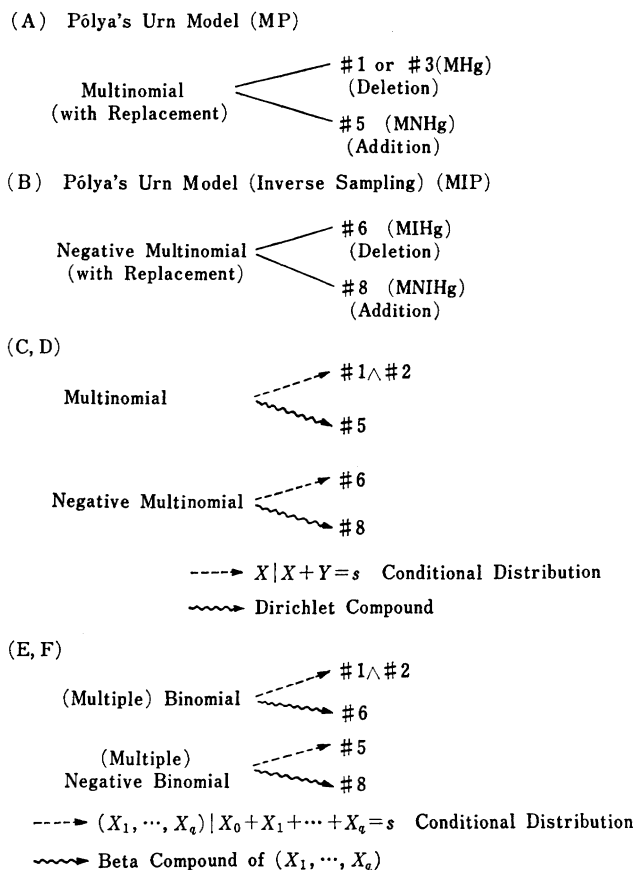 (A) Pôlya's Urn Model (MP)
Multinomial
(with Replacement)
#1 or #3(MHg)
(Deletion)
#5 (MNHg)
(Addition)
(B) Pôlya's Urn Model (Inverse Sampling) (MIP)
Negative Multinomial
(with Replacement)
#6 (MIHg)
(Deletion)
#8 (MNIHg)
(Addition)
(C, D)
Multinomial
#1∧#2
#5
Negative Multinomial
#6
#8
X|X+Y=s Conditional Distribution
Dirichlet Compound
(E, F)
(Multiple) Binomial
#1∧#2
#6
(Multiple)
Negative Binomial
#5
#8
(X₁, ⋯, X_q)|X₀+X₁+⋯+X_q=s Conditional Distribution
Beta Compound of (X₁, ⋯, X_q)